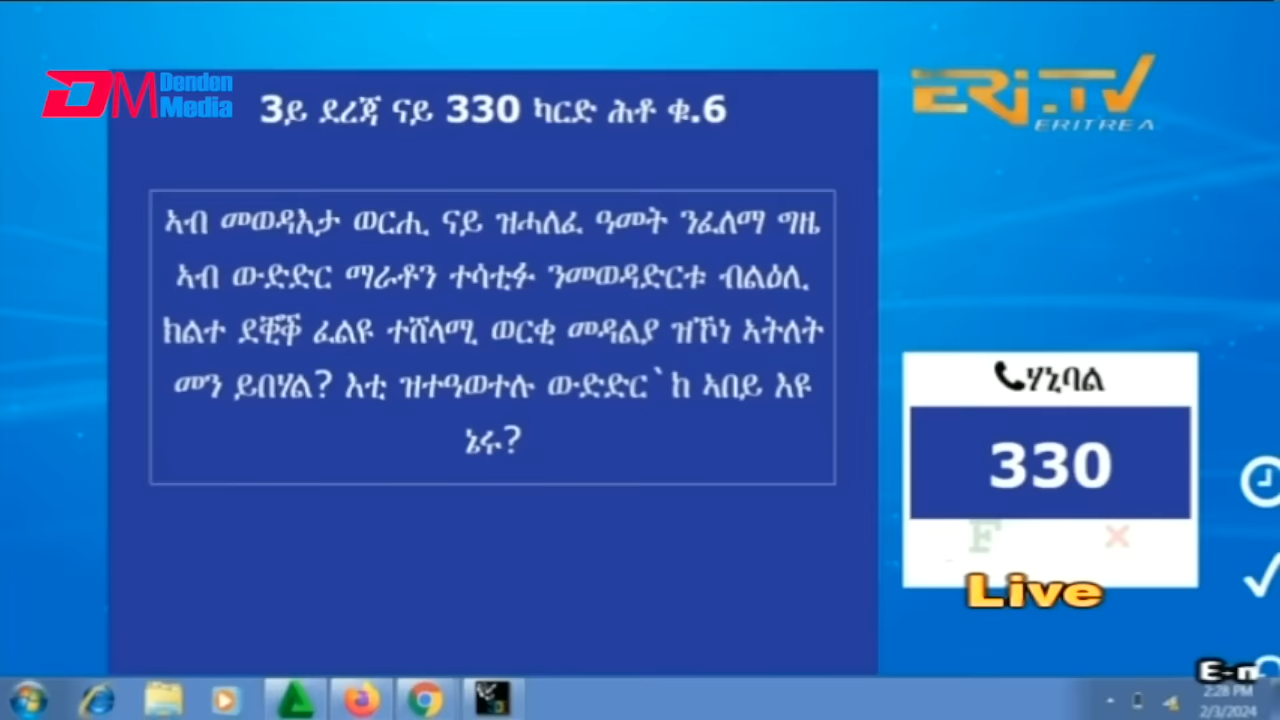 DM Denden Media
3ይ ደረጃ ናይ 330 ካርድ ሕቶ ቁ.6
ERi.TV
ERITREA
ኣብ መወዳእታ ወርሒ ናይ ዝሓለፈ ዓመት ንፈለማ ግዜ
ኣብ ውድድር ማራቶን ተሳቲፉ ንመወዳድርቱ ብልዕሊ
ክልተ ደቒቕ ፈልዩ ተሸላሚ ወርቂ መዳልያ ዝኾነ ኣትለት
መን ይበሃል? እቲ ዝተዓወተሉ ውድድር`ከ ኣበይ እዩ
ኔሩ?
ሃኒባል
330
F ×
Live
E-n
2:28 PM
2/3/2024